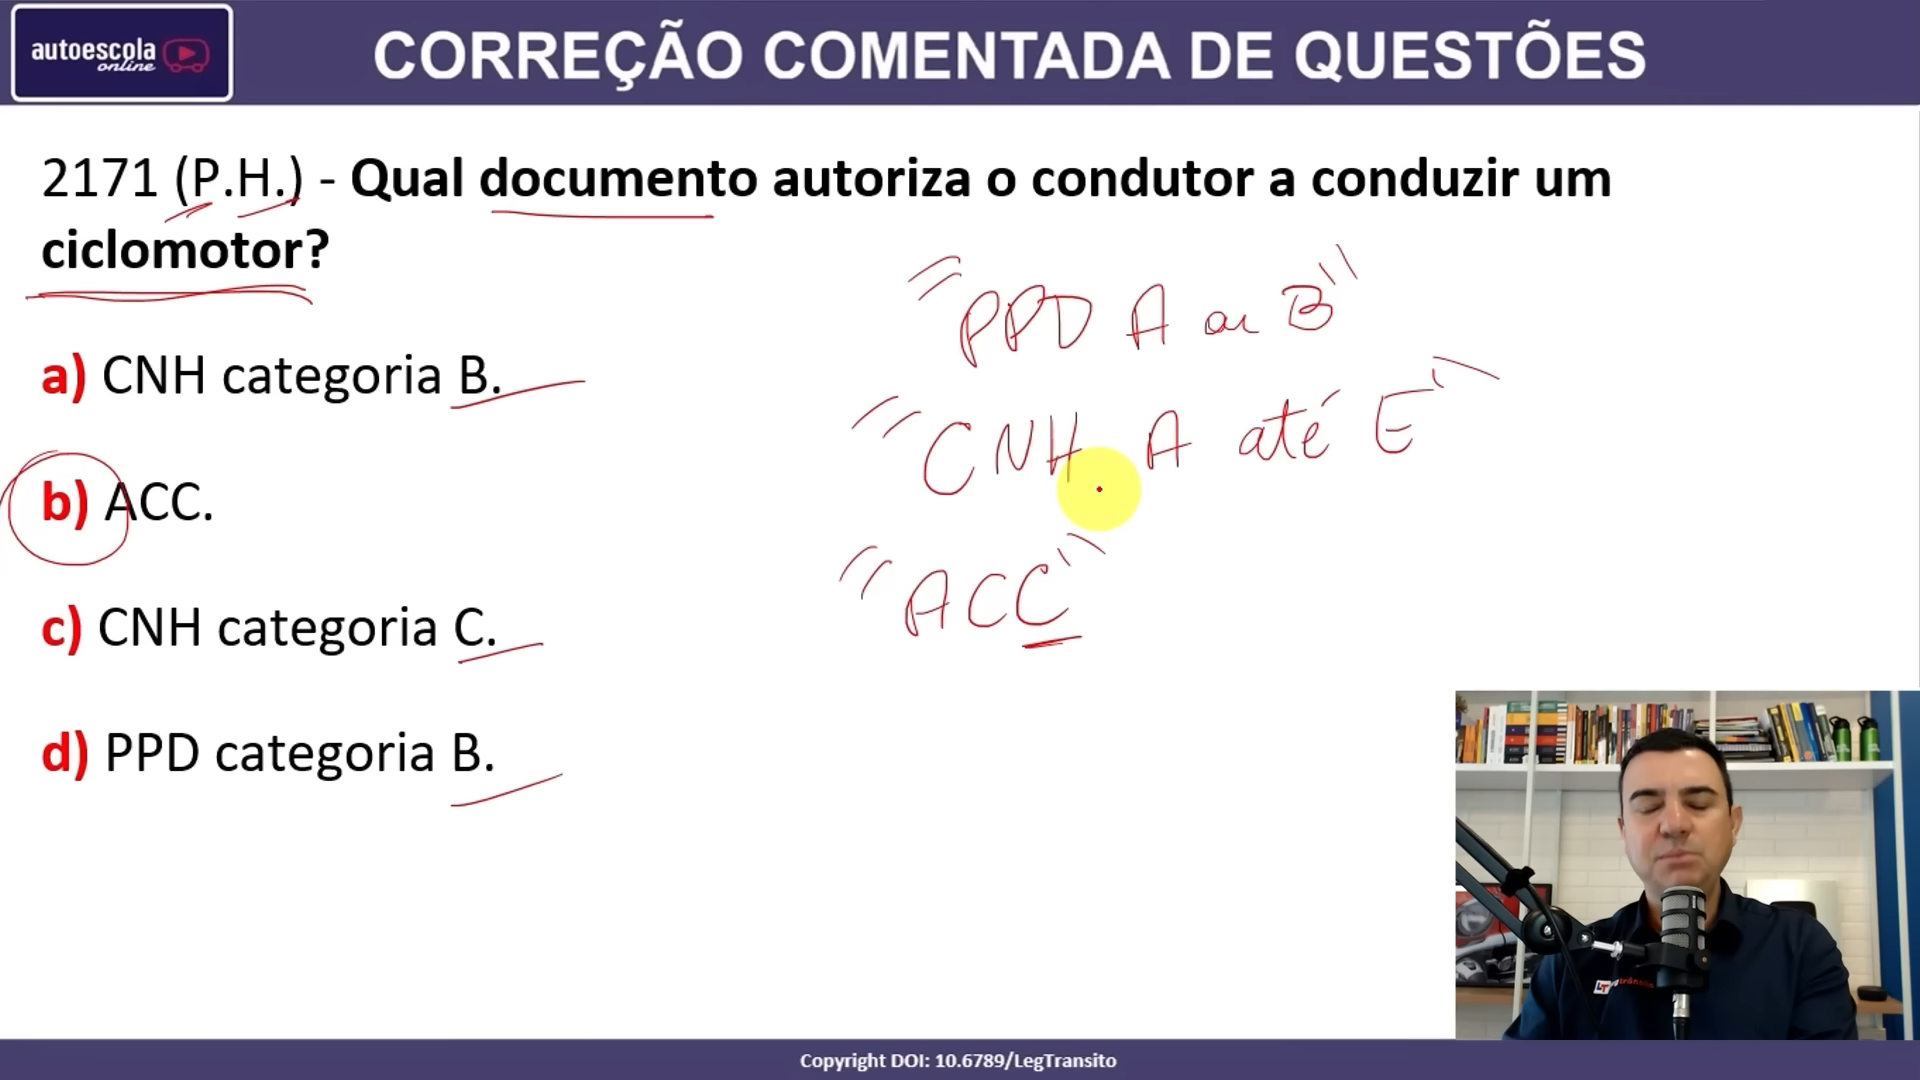 autoescola
online
CORREÇÃO COMENTADA DE QUESTÕES
2171 (P.H.) - Qual documento autoriza o condutor a conduzir um
ciclomotor?
"PPD A ou B"
a) CNH categoria B.
"CNH A até E"
b) ACC.
"ACC"
c) CNH categoria C.
d) PPD categoria B.
LT
Copyright DOI: 10.6789/LegTransito